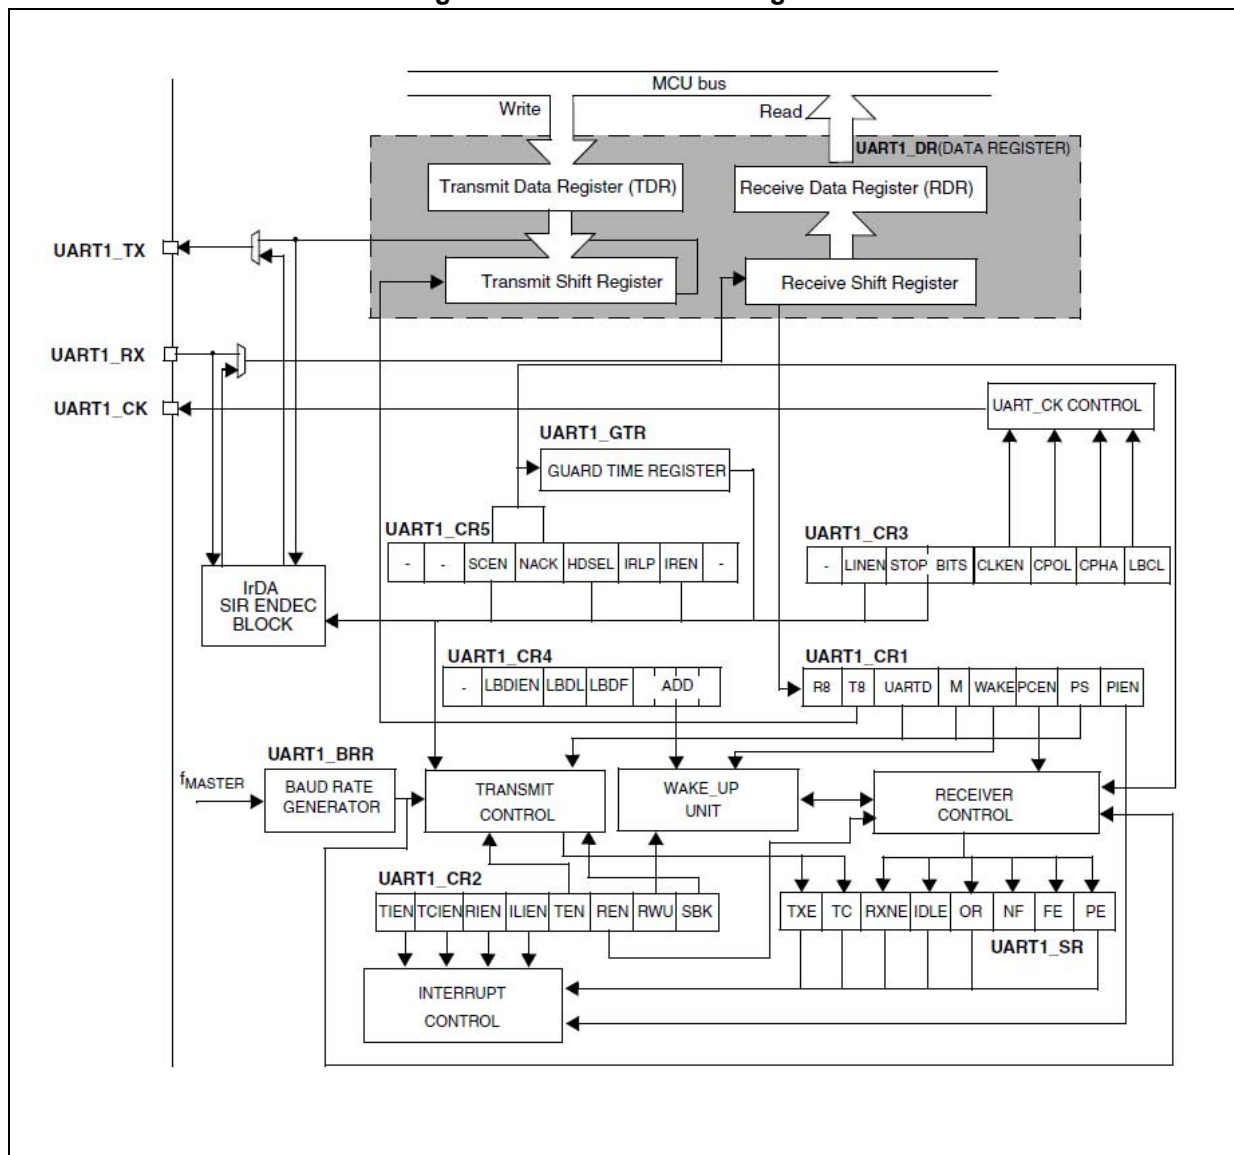 MCU bus
Write
Read
UART1_DR(DATA REGISTER)
Transmit Data Register (TDR)
Receive Data Register (RDR)
UART1_TX
Transmit Shift Register
Receive Shift Register
UART1_RX
UART1_CK
UART_CK CONTROL
UART1_GTR
GUARD TIME REGISTER
UART1_CR5
- - SCEN NACK HDSEL IRLP IREN -
UART1_CR3
- LINEN STOP BITS CLKEN CPOL CPHA LBCL
IrDA
SIR ENDEC
BLOCK
UART1_CR4
- LBDIEN LBDL LBDF ADD
UART1_CR1
R8 T8 UARTD M WAKE PCEN PS PIEN
UART1_BRR
fMASTER
BAUD RATE
GENERATOR
TRANSMIT
CONTROL
WAKE_UP
UNIT
RECEIVER
CONTROL
UART1_CR2
TIEN TCIEN RIEN ILIEN TEN REN RWU SBK
TXE TC RXNE IDLE OR NF FE PE
UART1_SR
INTERRUPT
CONTROL